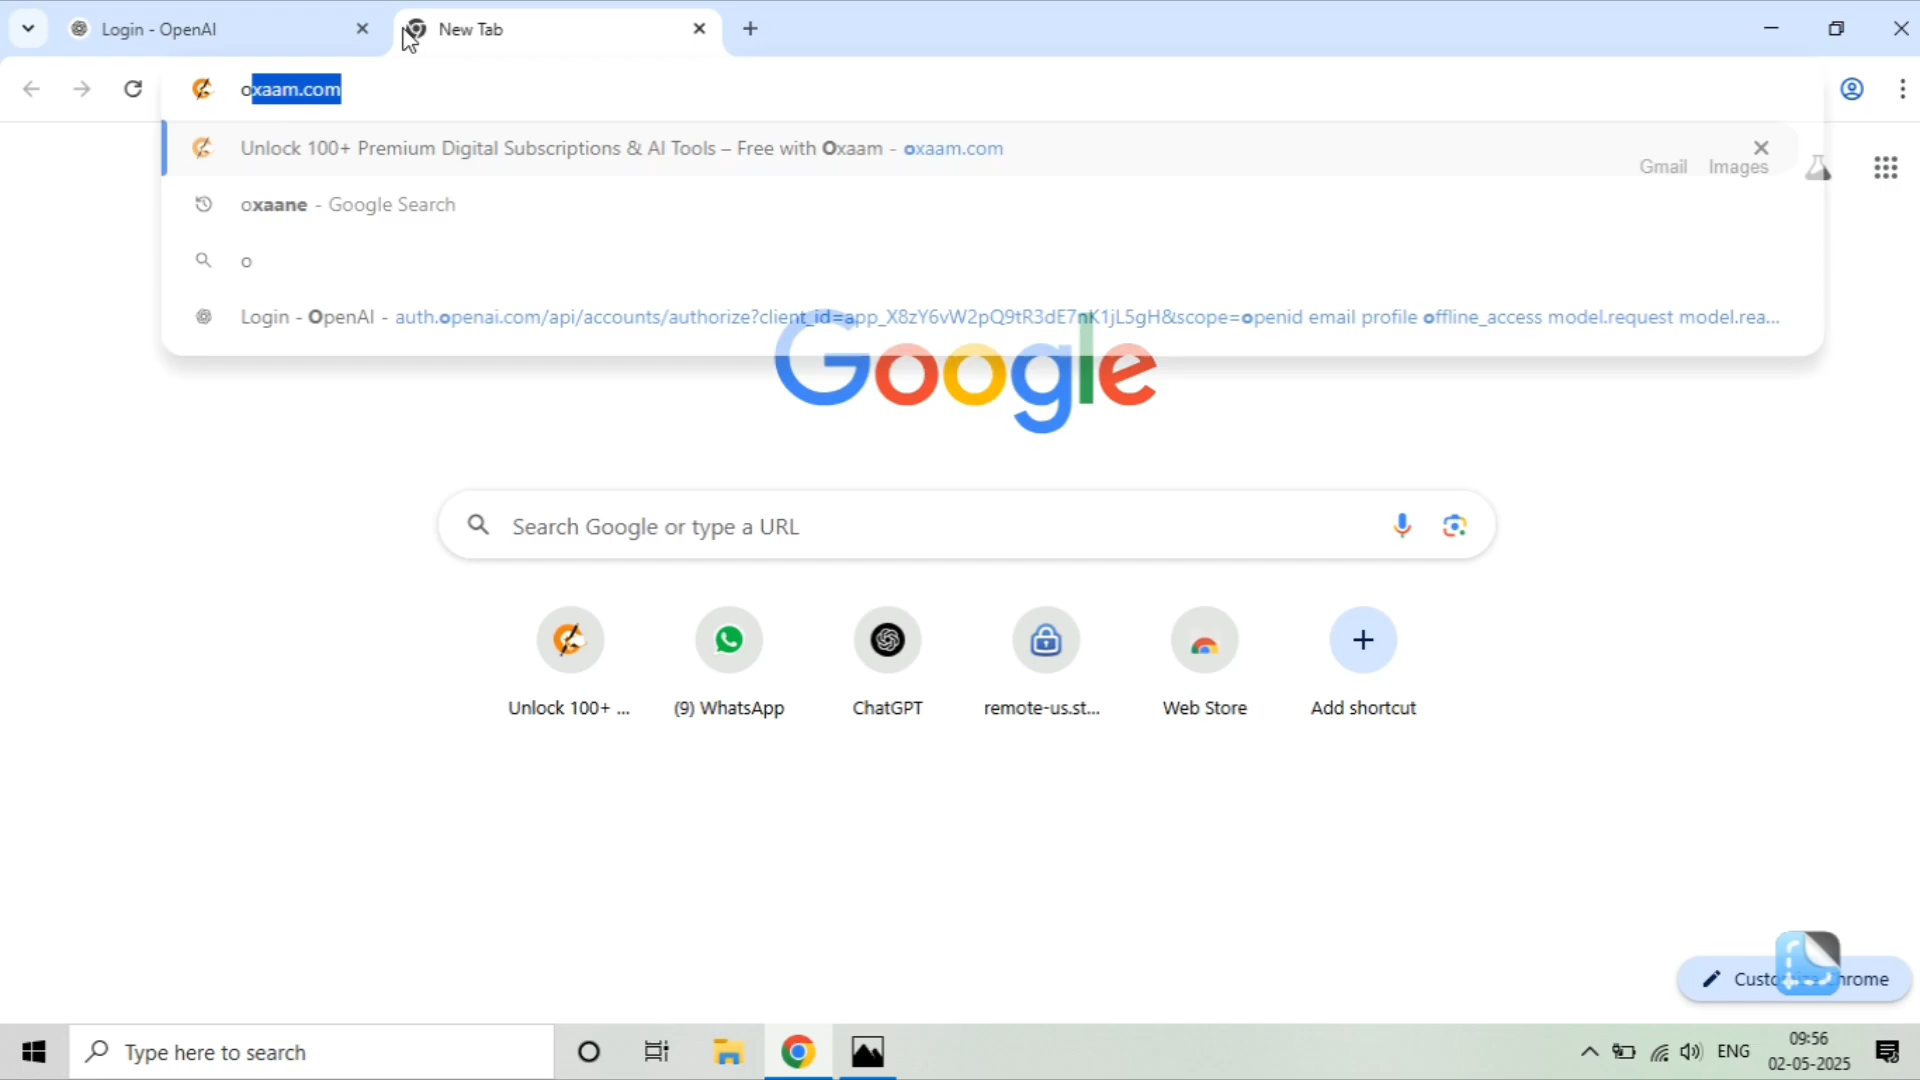 Login - OpenAI
New Tab
oxaam.com
Unlock 100+ Premium Digital Subscriptions & AI Tools – Free with Oxaam - oxaam.com
Gmail Images
oxaane - Google Search
o
Login - OpenAI - auth.openai.com/api/accounts/authorize?client_id=app_X8zY6vW2pQ9tR3dE7nK1jL5gH&scope=openid email profile offline_access model.request model.rea...
Google
Search Google or type a URL
Unlock 100+ ...
(9) WhatsApp
ChatGPT
remote-us.st...
Web Store
Add shortcut
Type here to search
ENG
09:56
02-05-2025